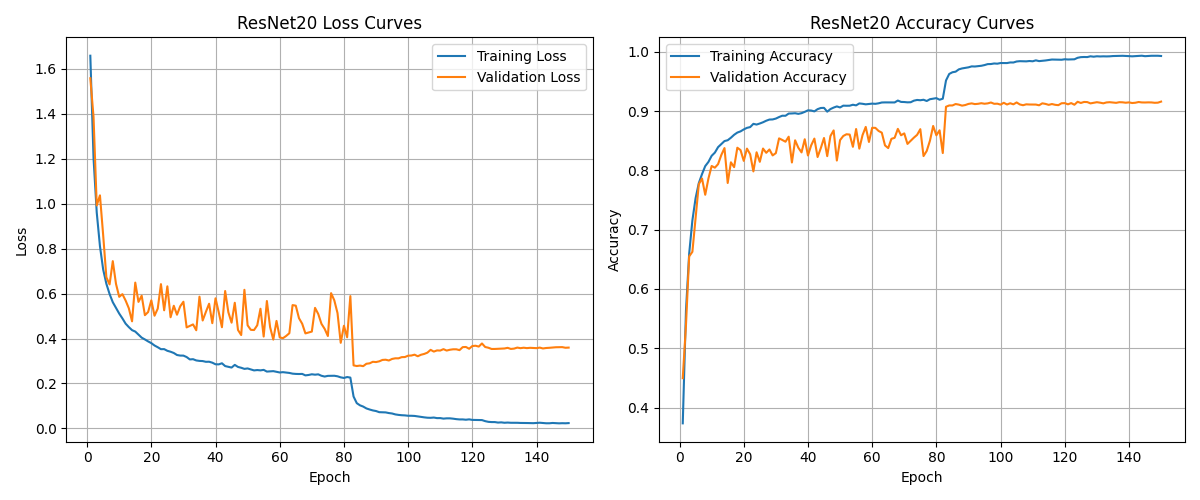 ResNet20 Loss Curves
Training Loss
Validation Loss
Loss
1.6
1.4
1.2
1.0
0.8
0.6
0.4
0.2
0.0
0 20 40 60 80 100 120 140
Epoch
ResNet20 Accuracy Curves
Training Accuracy
Validation Accuracy
Accuracy
1.0
0.9
0.8
0.7
0.6
0.5
0.4
0 20 40 60 80 100 120 140
Epoch